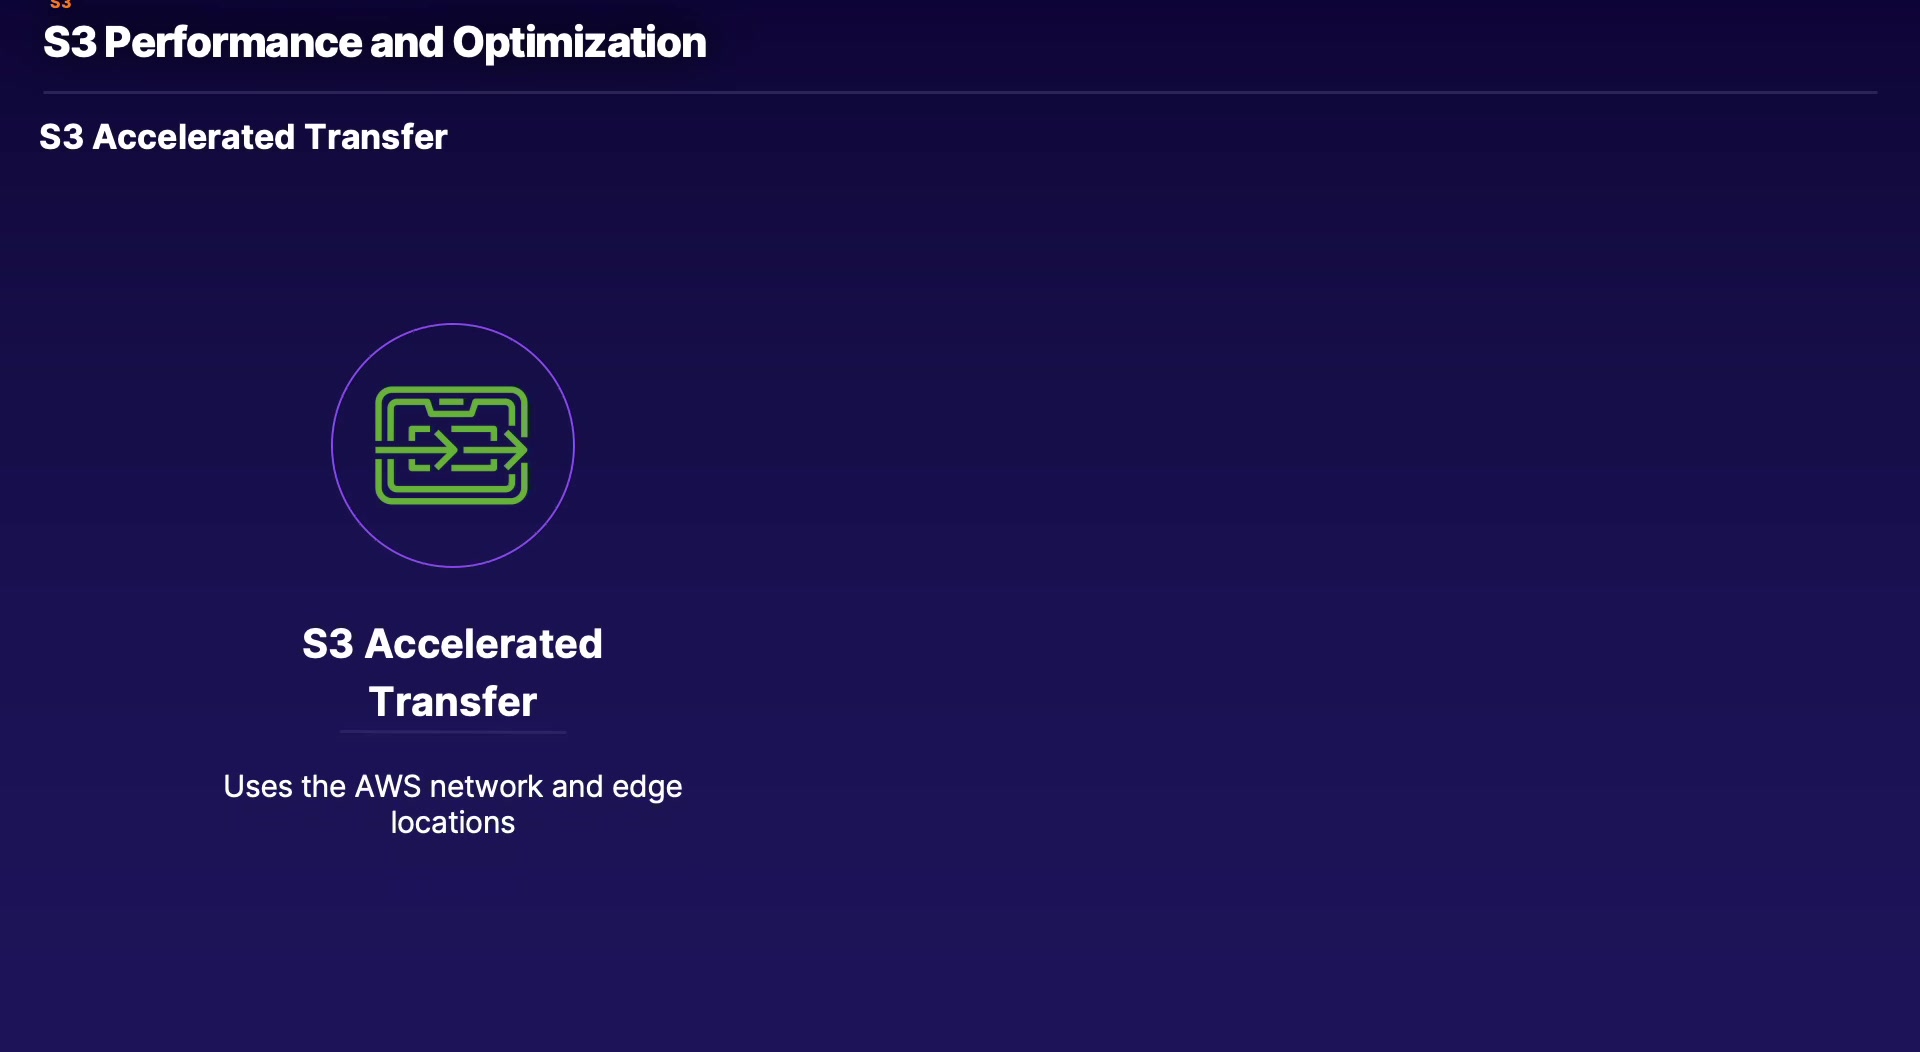 S3
S3 Performance and Optimization
S3 Accelerated Transfer
S3 Accelerated
Transfer
Uses the AWS network and edge
locations